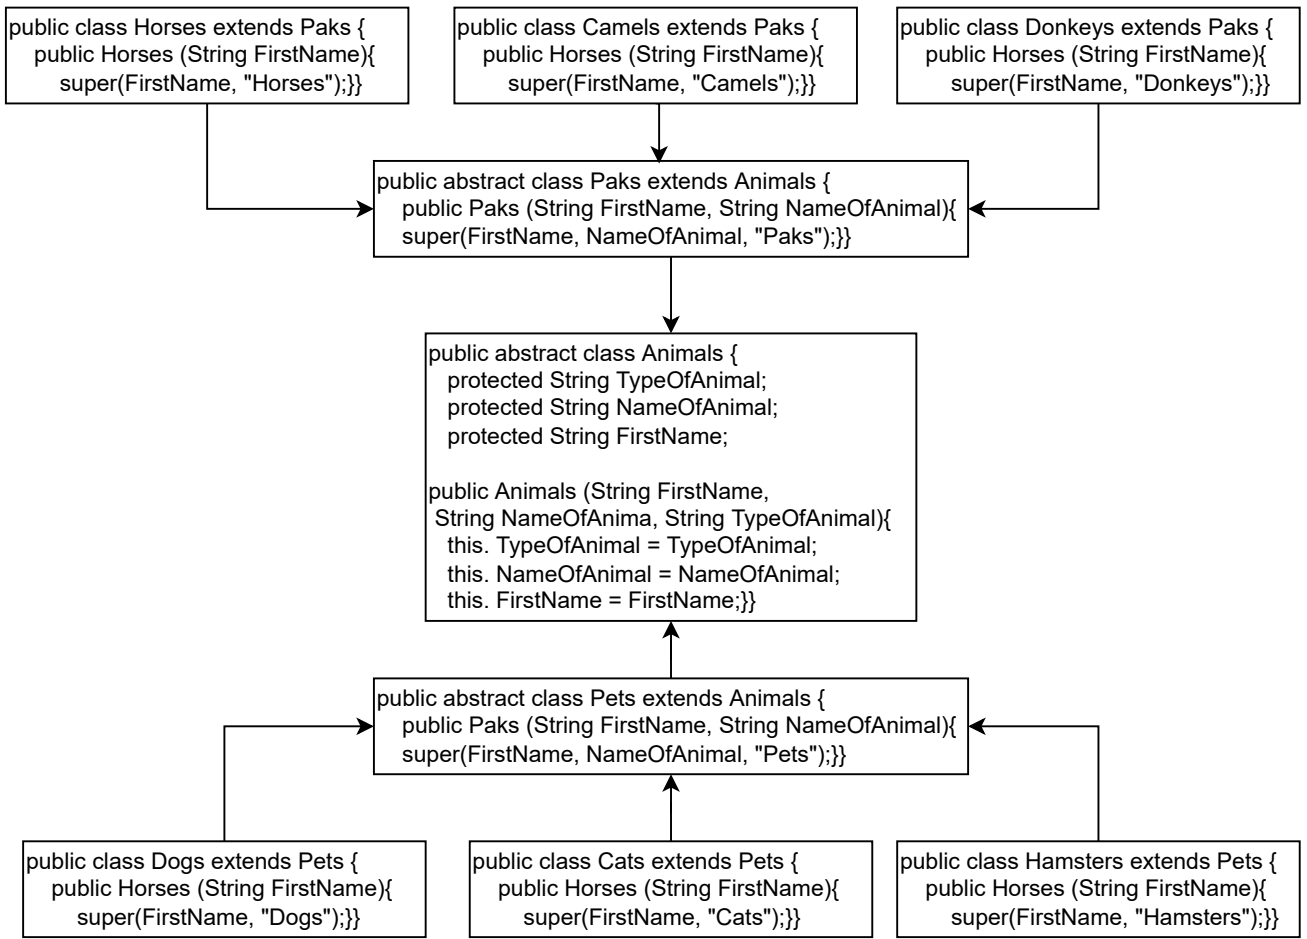 public class Horses extends Paks {
public Horses (String FirstName){
super(FirstName, "Horses");}}
public class Camels extends Paks {
public Horses (String FirstName){
super(FirstName, "Camels");}}
public class Donkeys extends Paks {
public Horses (String FirstName){
super(FirstName, "Donkeys");}}
public abstract class Paks extends Animals {
public Paks (String FirstName, String NameOfAnimal){
super(FirstName, NameOfAnimal, "Paks");}}
public abstract class Animals {
protected String TypeOfAnimal;
protected String NameOfAnimal;
protected String FirstName;
public Animals (String FirstName,
String NameOfAnima, String TypeOfAnimal){
this. TypeOfAnimal = TypeOfAnimal;
this. NameOfAnimal = NameOfAnimal;
this. FirstName = FirstName;}}
public abstract class Pets extends Animals {
public Paks (String FirstName, String NameOfAnimal){
super(FirstName, NameOfAnimal, "Pets");}}
public class Dogs extends Pets {
public Horses (String FirstName){
super(FirstName, "Dogs");}}
public class Cats extends Pets {
public Horses (String FirstName){
super(FirstName, "Cats");}}
public class Hamsters extends Pets {
public Horses (String FirstName){
super(FirstName, "Hamsters");}}